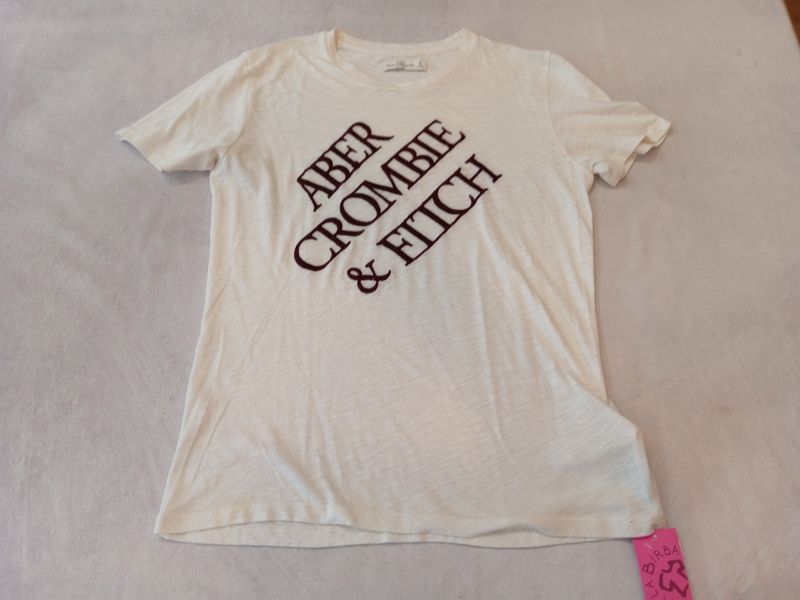 ABER
CROMBIE
& FITCH
LA BIRBA